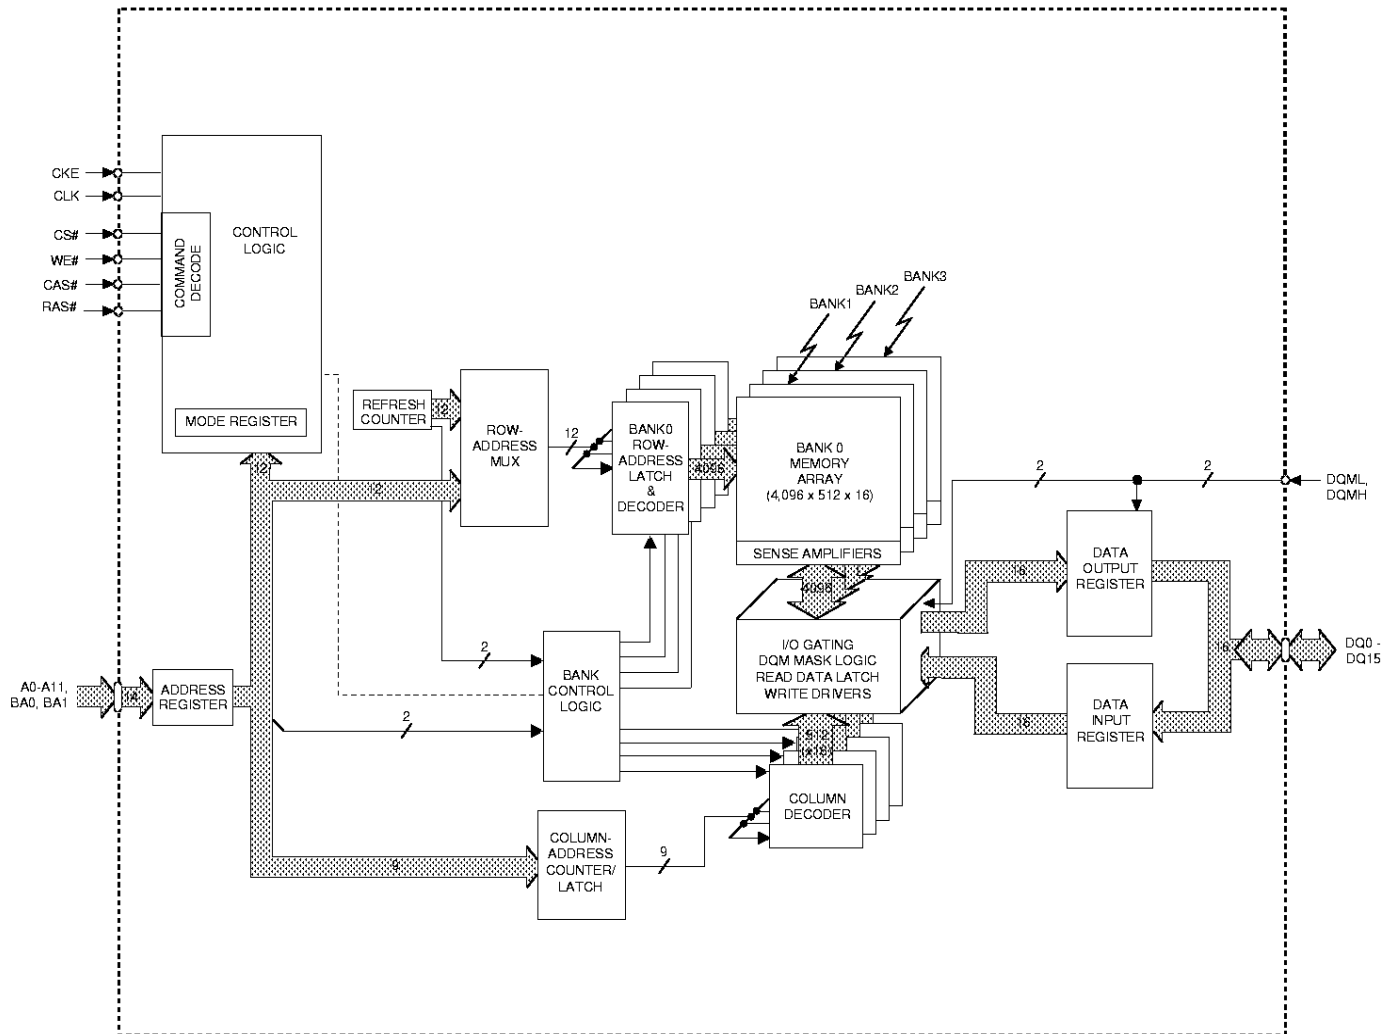 CKE
CLK
CS#
WE#
CAS#
RAS#
COMMAND
DECODE
CONTROL
LOGIC
MODE REGISTER
BANK3
BANK2
BANK1
REFRESH
COUNTER
12
ROW-
ADDRESS
MUX
12
BANK0
ROW-
ADDRESS
LATCH
&
DECODER
4096
BANK 0
MEMORY
ARRAY
(4,096 x 512 x 16)
SENSE AMPLIFIERS
12
12
2
2
DQML,
DQMH
4096
16
DATA
OUTPUT
REGISTER
I/O GATING
DQM MASK LOGIC
READ DATA LATCH
WRITE DRIVERS
16
DQ0 -
DQ15
A0-A11,
BA0, BA1
14
ADDRESS
REGISTER
2
2
BANK
CONTROL
LOGIC
512
(x16)
16
DATA
INPUT
REGISTER
COLUMN
DECODER
9
COLUMN-
ADDRESS
COUNTER/
LATCH
9